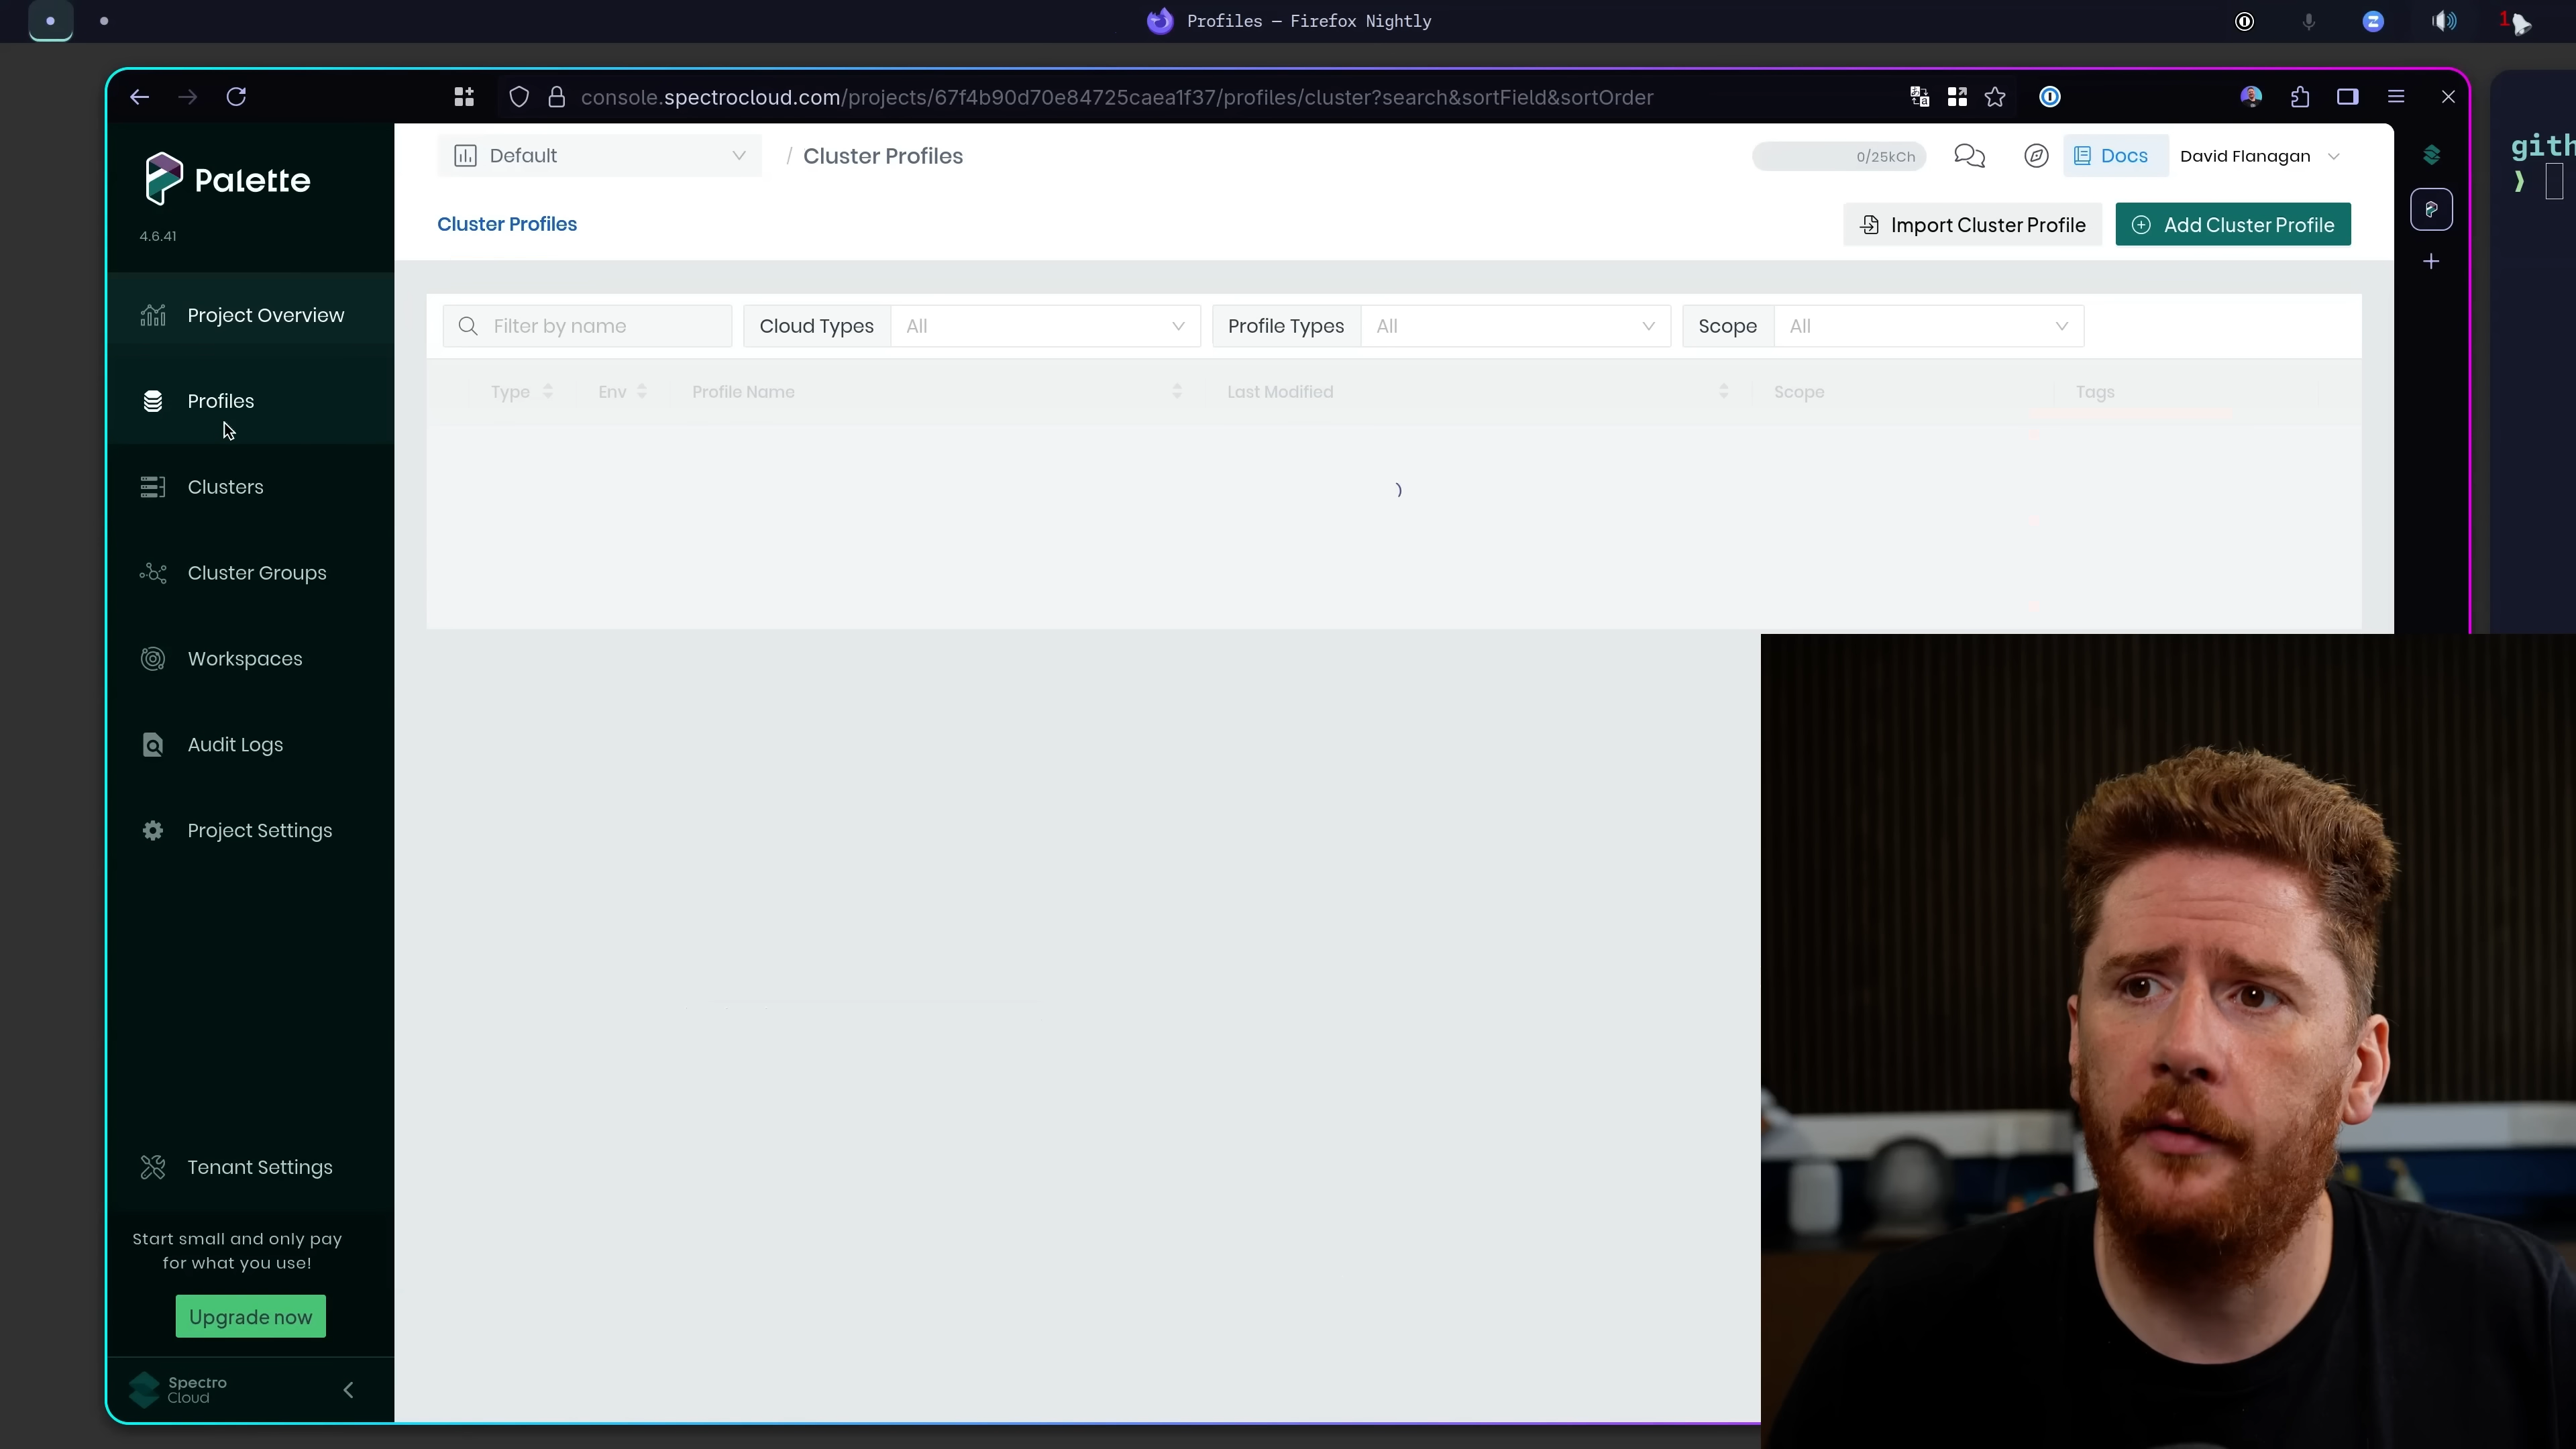 Profiles — Firefox Nightly
1
console.spectrocloud.com/projects/67f4b90d70e84725caea1f37/profiles/cluster?search&sortField&sortOrder
Palette
4.6.41
Project Overview
Profiles
Clusters
Cluster Groups
Workspaces
Audit Logs
Project Settings
Tenant Settings
Start small and only pay
for what you use!
Upgrade now
Spectro
Cloud
Default
/ Cluster Profiles
0/25kCh
Docs
David Flanagan
Cluster Profiles
Import Cluster Profile
Add Cluster Profile
Filter by name
Cloud Types
All
Profile Types
All
Scope
All
Type
Env
Profile Name
Last Modified
Scope
Tags
gith